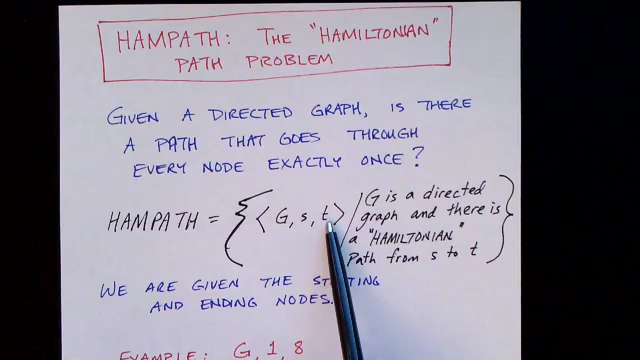 HAMPATH: THE "HAMILTONIAN"
PATH PROBLEM
GIVEN A DIRECTED GRAPH, IS THERE
A PATH THAT GOES THROUGH
EVERY NODE EXACTLY ONCE?
HAMPATH = { < G, s, t > / G is a directed
graph and there is
a "HAMILTONIAN"
Path from s to t }
WE ARE GIVEN THE STARTING
AND ENDING NODES.
EXAMPLE: G, 1, 8